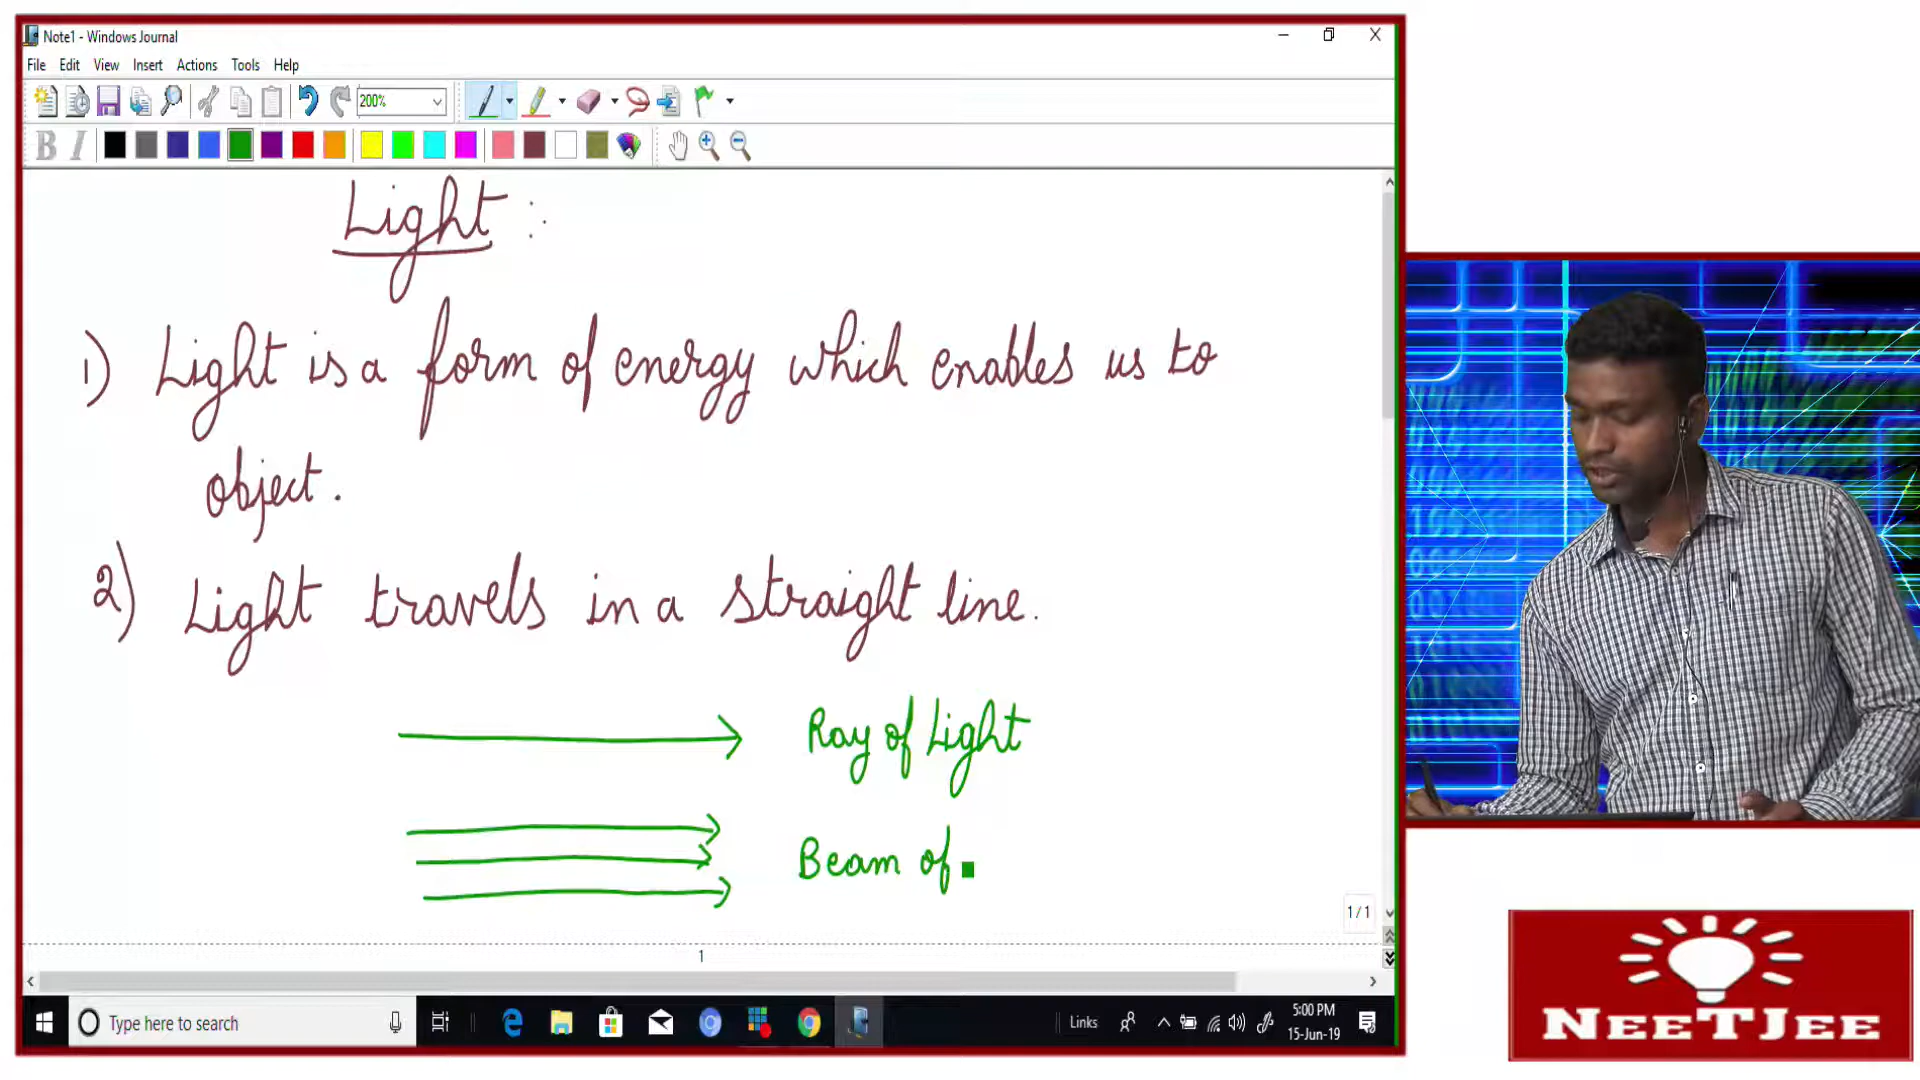 Note1 - Windows Journal
File Edit View Insert Actions Tools Help
200%
B I
Light :
1) Light is a form of energy which enables us to
object.
2) Light travels in a straight line.
Ray of Light
Beam of
1/1
1
Type here to search
Links
5:00 PM
15-Jun-19
NEETJEE